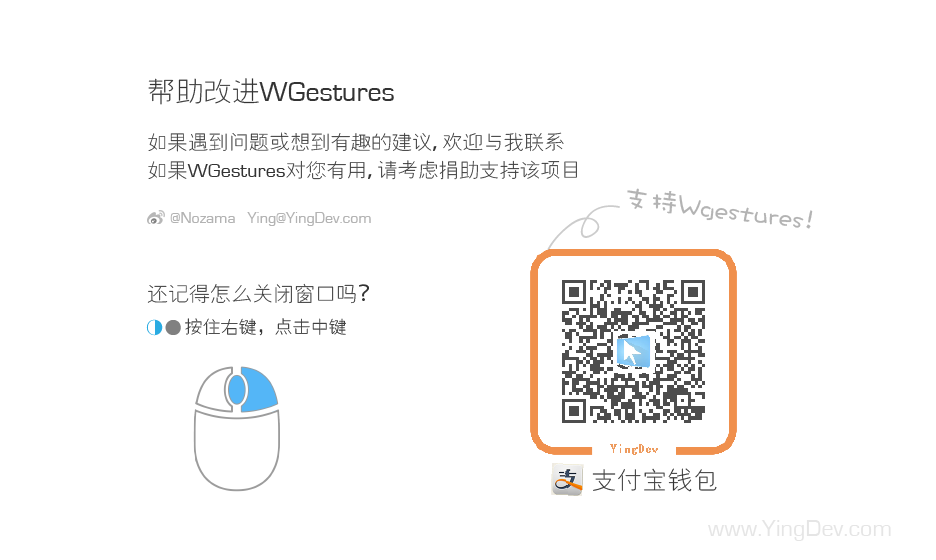 帮助改进WGestures
如果遇到问题或想到有趣的建议, 欢迎与我联系
如果WGestures对您有用, 请考虑捐助支持该项目
@Nozama Ying@YingDev.com
支持Wgestures!
还记得怎么关闭窗口吗?
按住右键，点击中键
YingDev
支 支付宝钱包
www.YingDev.com